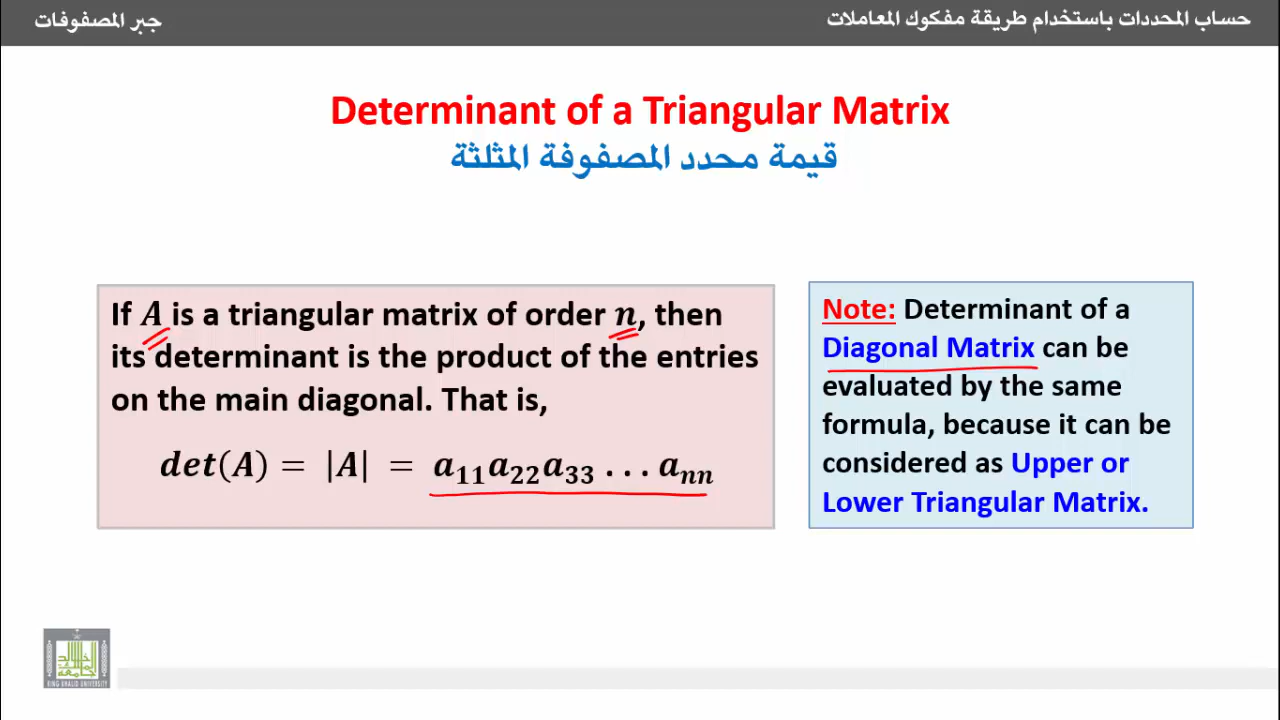 حساب المحددات باستخدام طريقة مفكوك المعاملات
جبر المصفوفات
Determinant of a Triangular Matrix
قيمة محدد المصفوفة المثلثة
If A is a triangular matrix of order n, then
its determinant is the product of the entries
on the main diagonal. That is,
det(A) = |A| = a₁₁a₂₂a₃₃ . . . aₙₙ
Note: Determinant of a
Diagonal Matrix can be
evaluated by the same
formula, because it can be
considered as Upper or
Lower Triangular Matrix.
KING KHALID UNIVERSITY